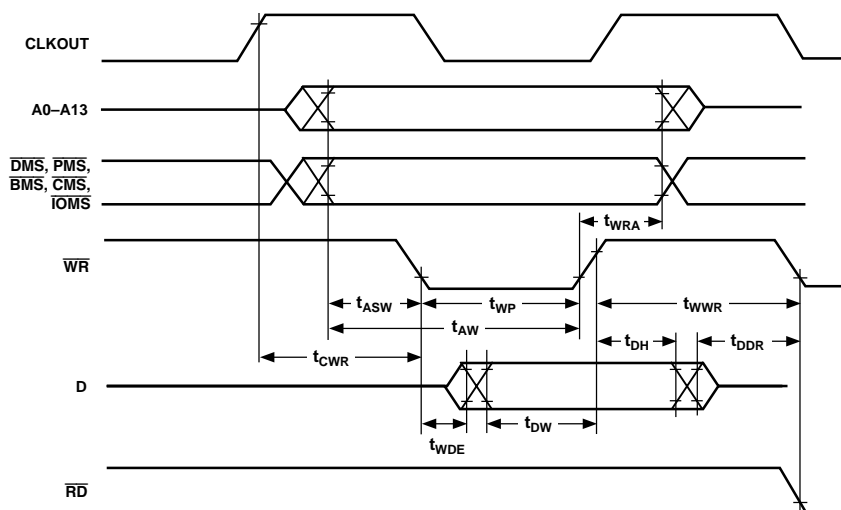 CLKOUT
A0–A13
DMS, PMS,
BMS, CMS,
IOMS
tWRA
WR
tASW
tWP
tWWR
tAW
tDH
tDDR
tCWR
D
tWDE
tDW
RD